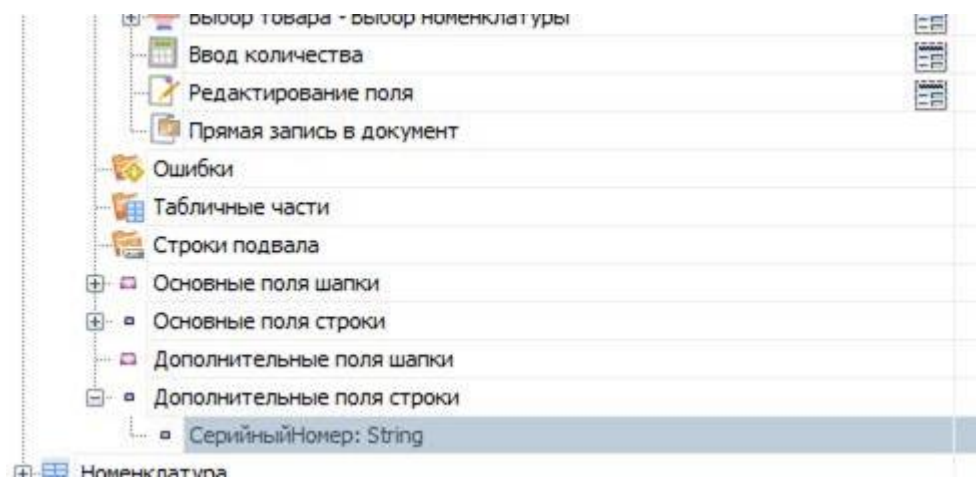 Выбор товара - Выбор номенклатуры
Ввод количества
Редактирование поля
Прямая запись в документ
Ошибки
Табличные части
Строки подвала
Основные поля шапки
Основные поля строки
Дополнительные поля шапки
Дополнительные поля строки
СерийныйНомер: String
Номенклатура